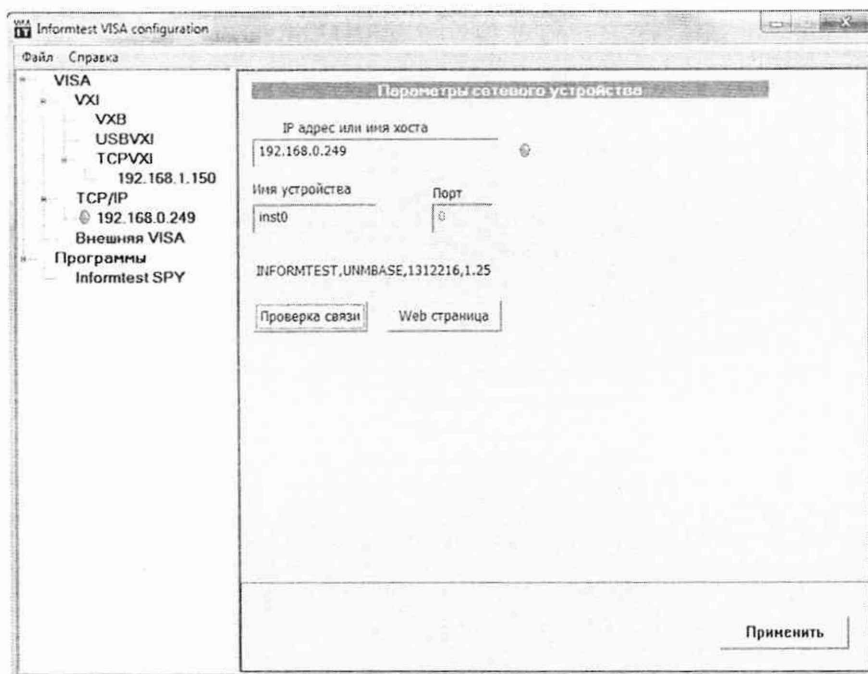 Informtest VISA configuration
Файл Справка
VISA
VXI
VXB
USBVXI
TCPVXI
192.168.1.150
TCP/IP
192.168.0.249
Внешняя VISA
Программы
Informtest SPY
Параметры сетевого устройства
IP адрес или имя хоста
192.168.0.249
Имя устройства
Порт
inst0
0
INFORMTEST,UNMBASE,1312216,1.25
Проверка связи
Web страница
Применить